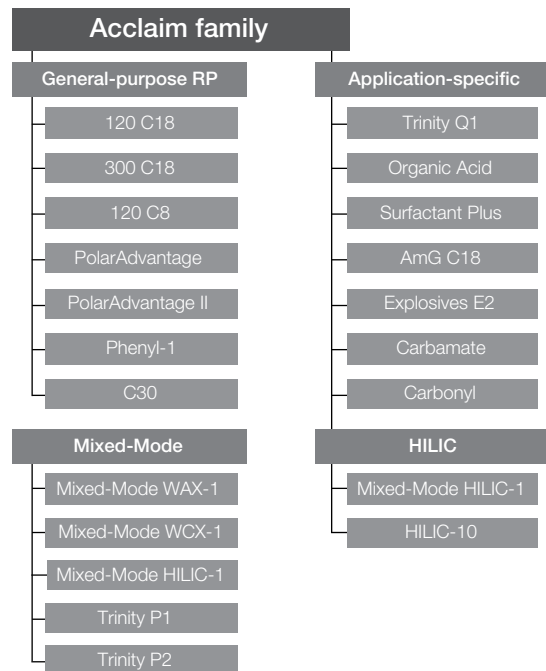 Acclaim family
General-purpose RP
120 C18
300 C18
120 C8
PolarAdvantage
PolarAdvantage II
Phenyl-1
C30
Mixed-Mode
Mixed-Mode WAX-1
Mixed-Mode WCX-1
Mixed-Mode HILIC-1
Trinity P1
Trinity P2
Application-specific
Trinity Q1
Organic Acid
Surfactant Plus
AmG C18
Explosives E2
Carbamate
Carbonyl
HILIC
Mixed-Mode HILIC-1
HILIC-10